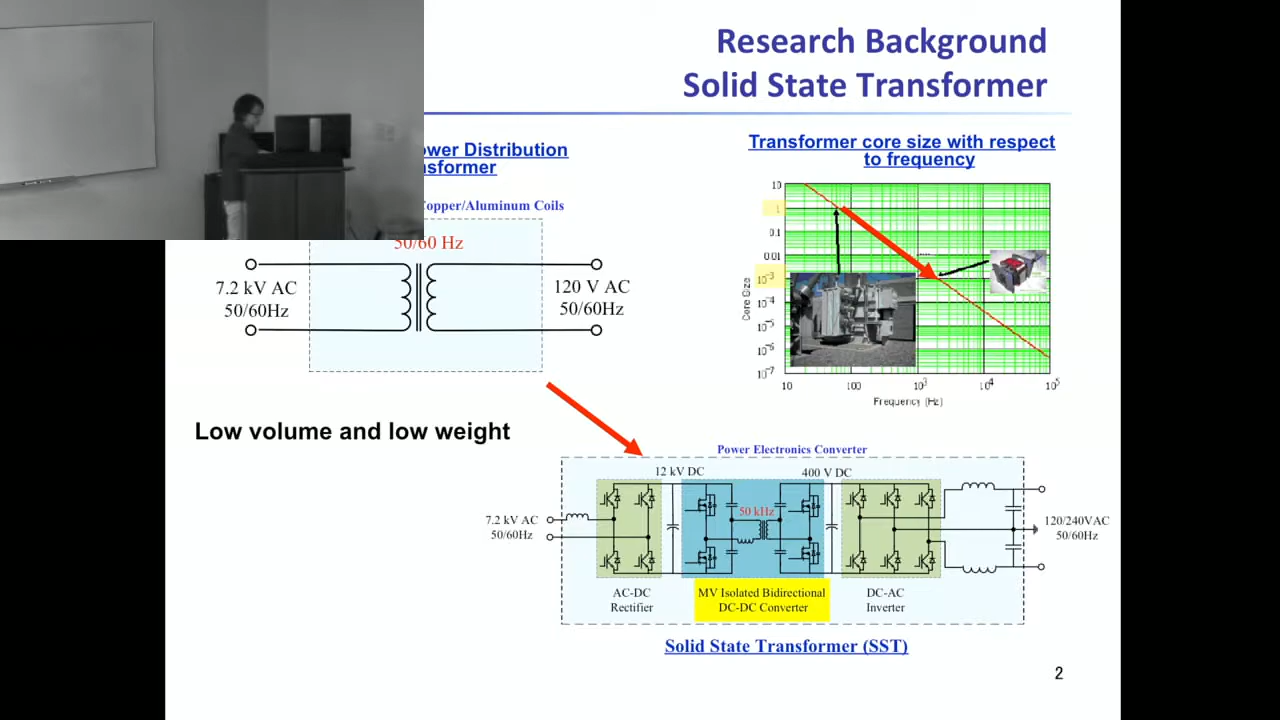 Research Background
Solid State Transformer
ower Distribution
sformer
Transformer core size with respect
to frequency
opper/Aluminum Coils
50/60 Hz
7.2 kV AC
50/60Hz
120 V AC
50/60Hz
10
1
0.1
0.01
10⁻³
10⁻⁴
10⁻⁵
10⁻⁶
10⁻⁷
Core Size
10
100
10³
10⁴
10⁵
Frequency (Hz)
Low volume and low weight
Power Electronics Converter
12 kV DC
400 V DC
50 kHz
7.2 kV AC
50/60Hz
120/240VAC
50/60Hz
AC-DC
Rectifier
MV Isolated Bidirectional
DC-DC Converter
DC-AC
Inverter
Solid State Transformer (SST)
2